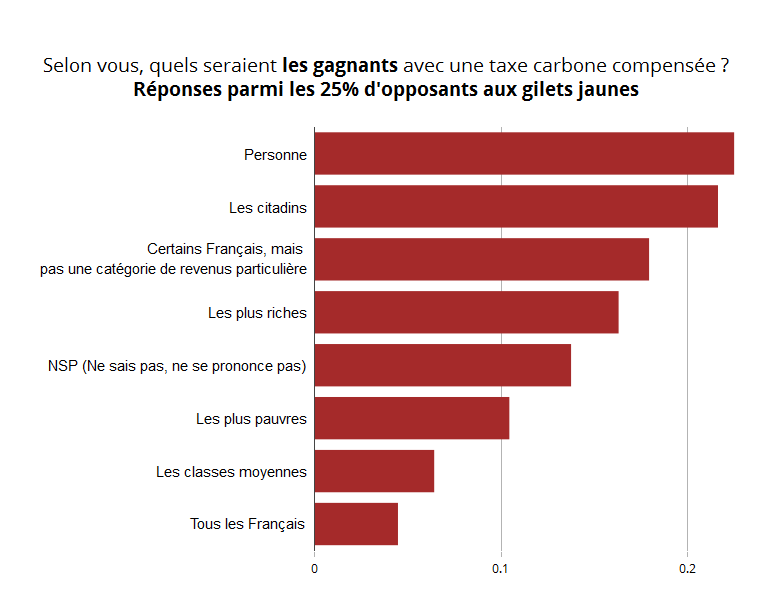 Selon vous, quels seraient les gagnants avec une taxe carbone compensée ?
Réponses parmi les 25% d'opposants aux gilets jaunes
Personne
Les citadins
Certains Français, mais
pas une catégorie de revenus particulière
Les plus riches
NSP (Ne sais pas, ne se prononce pas)
Les plus pauvres
Les classes moyennes
Tous les Français
0
0.1
0.2